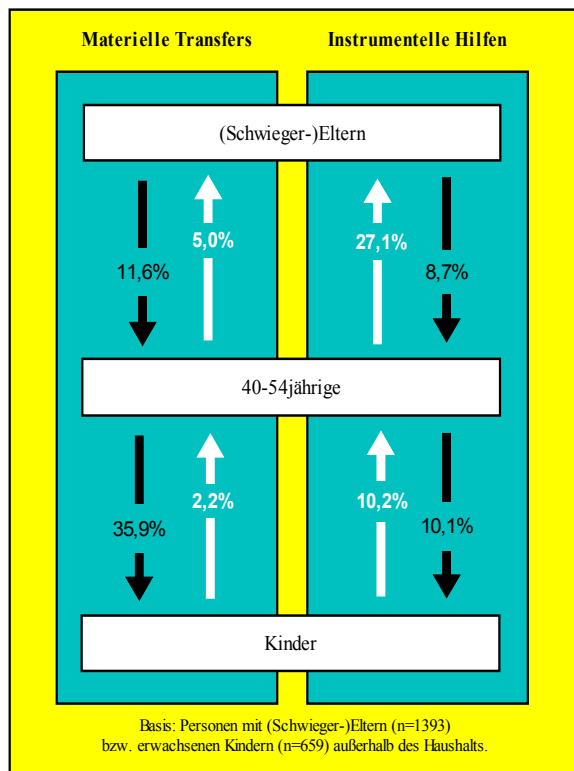 Materielle Transfers
Instrumentelle Hilfen
(Schwieger-)Eltern
5,0%
27,1%
11,6%
8,7%
40-54jährige
2,2%
10,2%
35,9%
10,1%
Kinder
Basis: Personen mit (Schwieger-)Eltern (n=1393)
bzw. erwachsenen Kindern (n=659) außerhalb des Haushalts.